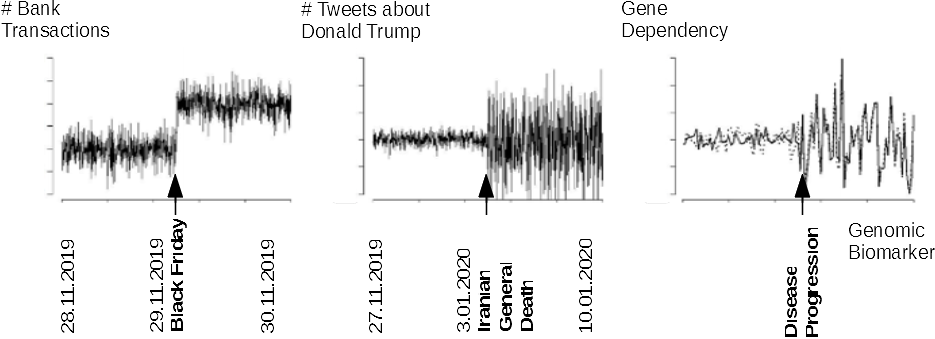 # Bank
Transactions
# Tweets about
Donald Trump
Gene
Dependency
28.11.2019
29.11.2019
Black Friday
30.11.2019
27.11.2019
3.01.2020
Iranian
General
Death
10.01.2020
Disease
Progression
Genomic
Biomarker